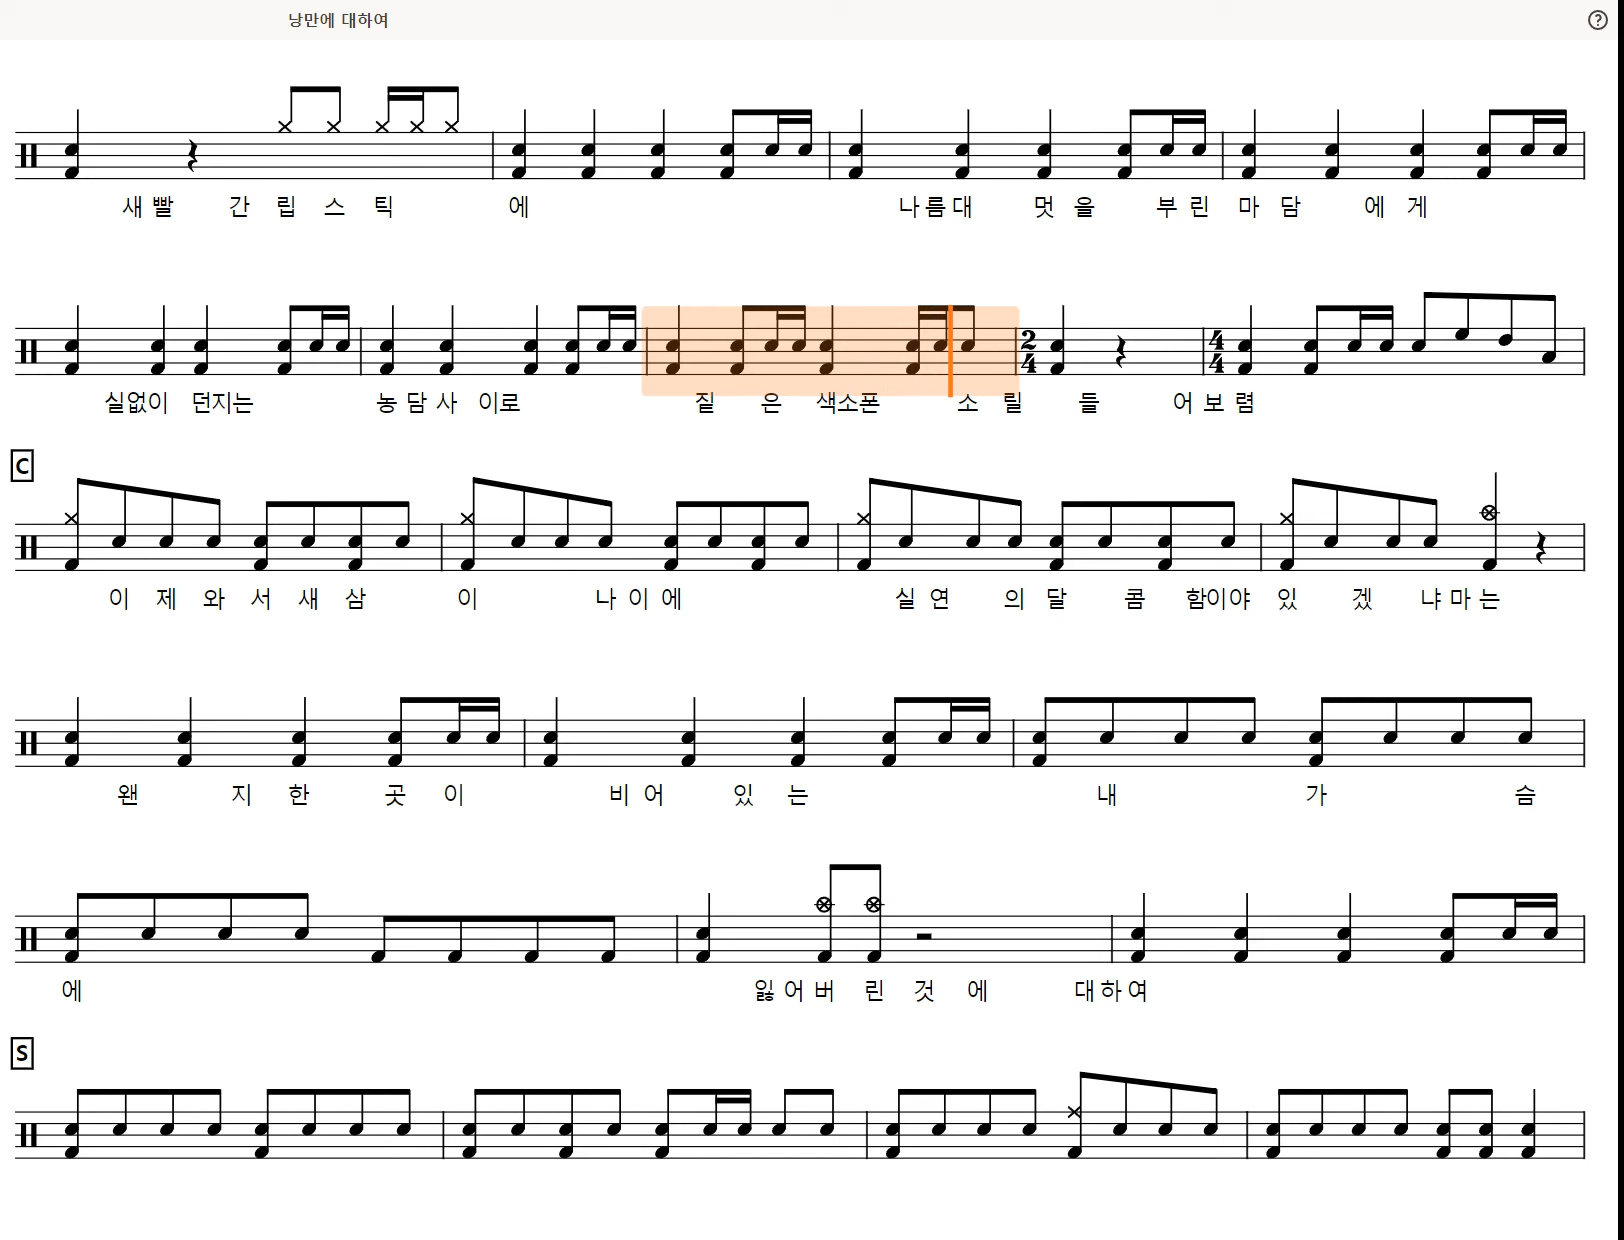 낭만에 대하여
새 빨 간 립 스 틱 에 나 름 대 멋 을 부 린 마 담 에 게
2 4 4 4
실없이 던지는 농 담 사 이로 짙 은 색소폰 소 릴 들 어 보 렴
C
이 제 와 서 새 삼 이 나 이 에 실 연 의 달 콤 함이야 있 겠 냐 마 는
왠 지 한 곳 이 비 어 있 는 내 가 슴
에 잃 어 버 린 것 에 대 하 여
S